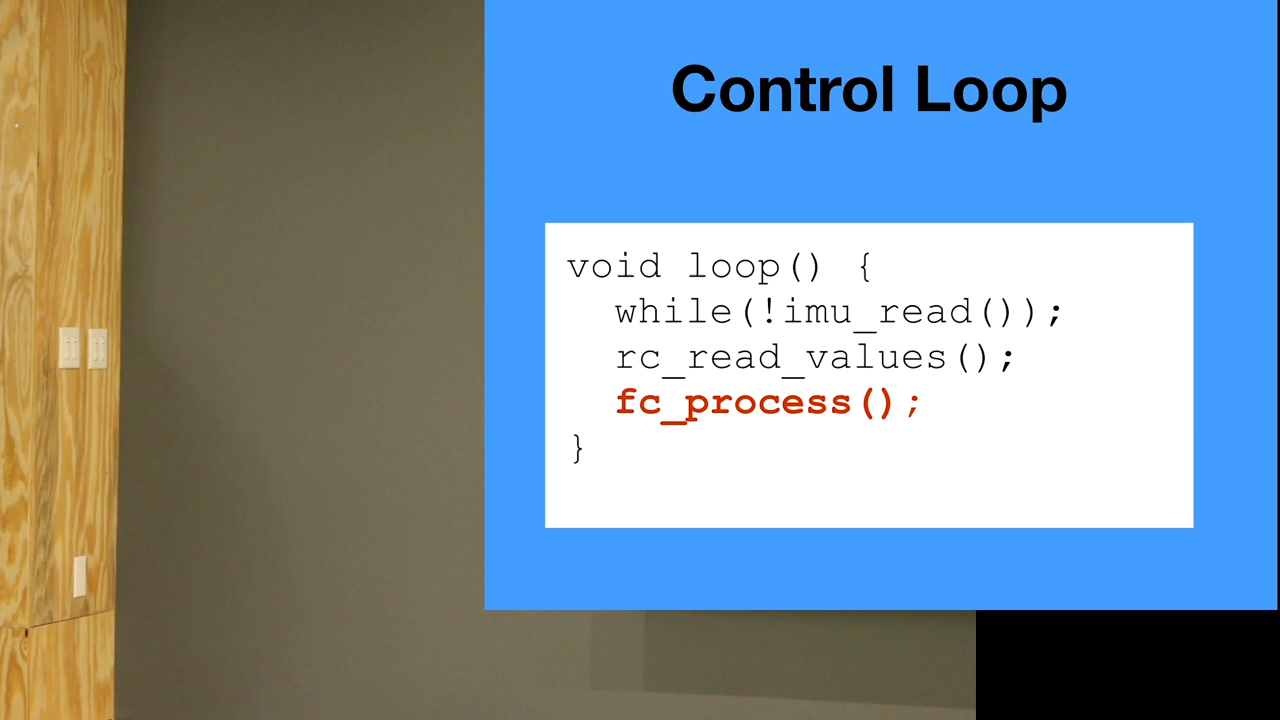 Control Loop
void loop() {
  while(!imu_read());
  rc_read_values();
  fc_process();
}